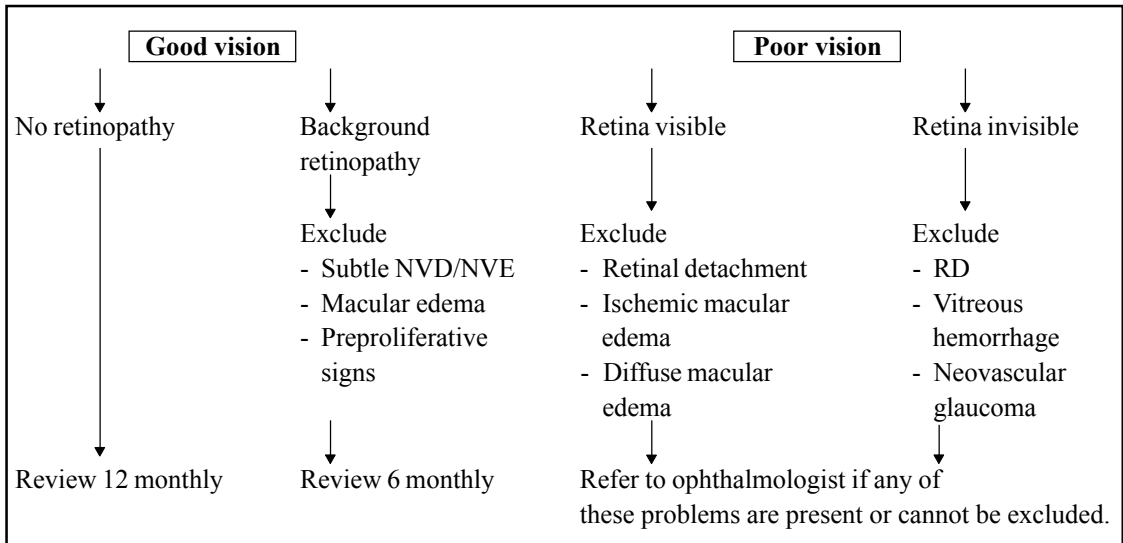 Good vision
Poor vision
No retinopathy
Background
retinopathy
Retina visible
Retina invisible
Exclude
- Subtle NVD/NVE
- Macular edema
- Preproliferative
signs
Exclude
- Retinal detachment
- Ischemic macular
edema
- Diffuse macular
edema
Exclude
- RD
- Vitreous
hemorrhage
- Neovascular
glaucoma
Review 12 monthly
Review 6 monthly
Refer to ophthalmologist if any of
these problems are present or cannot be excluded.